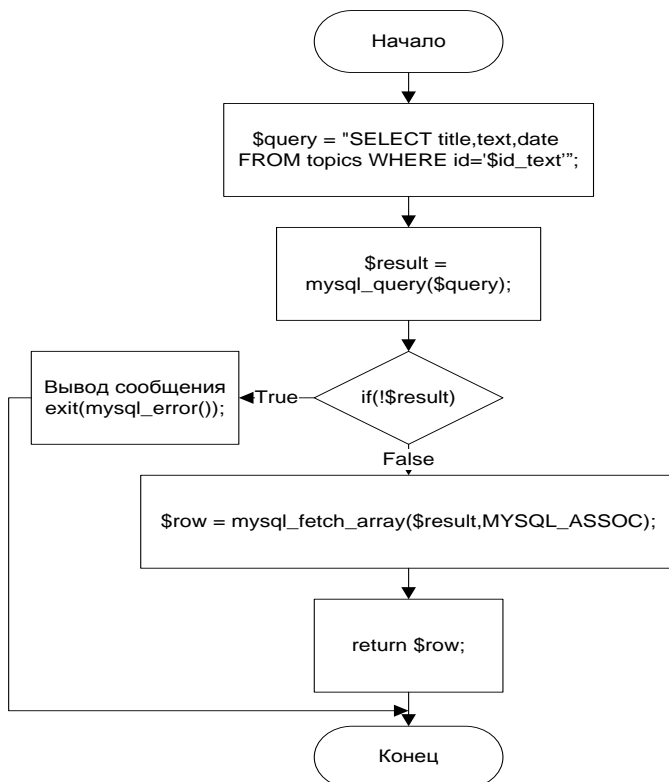 Начало
$query = "SELECT title,text,date
FROM topics WHERE id='$id_text'";
$result =
mysql_query($query);
if(!$result)
True
Вывод сообщения
exit(mysql_error());
False
$row = mysql_fetch_array($result,MYSQL_ASSOC);
return $row;
Конец